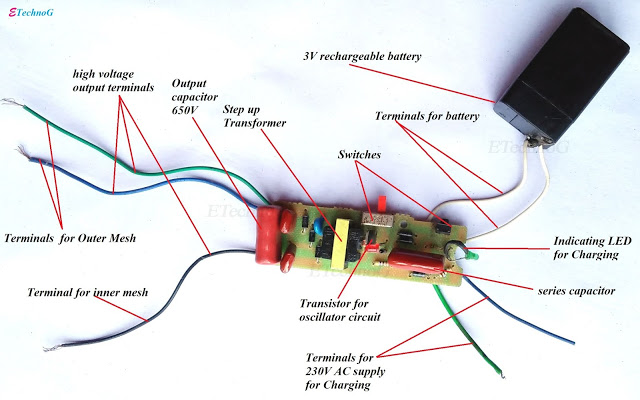 ETechnoG
3V rechargeable battery
high voltage
output terminals
Output
capacitor
650V
Step up
Transformer
Terminals for battery
Switches
ETechnoG
Terminals for Outer Mesh
Indicating LED
for Charging
Terminal for inner mesh
Transistor for
oscillator circuit
series capacitor
Terminals for
230V AC supply
for Charging